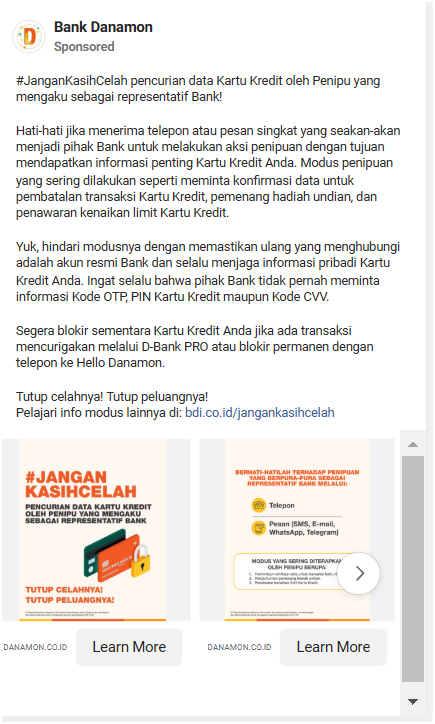 Bank Danamon
Sponsored
#JanganKasihCelah pencurian data Kartu Kredit oleh Penipu yang
mengaku sebagai representatif Bank!
Hati-hati jika menerima telepon atau pesan singkat yang seakan-akan
menjadi pihak Bank untuk melakukan aksi penipuan dengan tujuan
mendapatkan informasi penting Kartu Kredit Anda. Modus penipuan
yang sering dilakukan seperti meminta konfirmasi data untuk
pembatalan transaksi Kartu Kredit, pemenang hadiah undian, dan
penawaran kenaikan limit Kartu Kredit.
Yuk, hindari modusnya dengan memastikan ulang yang menghubungi
adalah akun resmi Bank dan selalu menjaga informasi pribadi Kartu
Kredit Anda. Ingat selalu bahwa pihak Bank tidak pernah meminta
informasi Kode OTP, PIN Kartu Kredit maupun Kode CVV.
Segera blokir sementara Kartu Kredit Anda jika ada transaksi
mencurigakan melalui D-Bank PRO atau blokir permanen dengan
telepon ke Hello Danamon.
Tutup celahnya! Tutup peluangnya!
Pelajari info modus lainnya di: bdi.co.id/jangankasihcelah
#JANGAN
KASIHCELAH
PENCURIAN DATA KARTU KREDIT
OLEH PENIPU YANG MENGAKU
SEBAGAI REPRESENTATIF BANK
TUTUP CELAHNYA!
TUTUP PELUANGNYA!
DANAMON.CO.ID
Learn More
BERHATI-HATILAH TERHADAP PENIPUAN
YANG BERPURA-PURA SEBAGAI
REPRESENTATIF BANK MELALUI:
Telepon
Pesan (SMS, E-mail,
WhatsApp, Telegram)
MODUS YANG SERING DITERAPKAN
OLEH PENIPU BERUPA:
DANAMON.CO.ID
Learn More